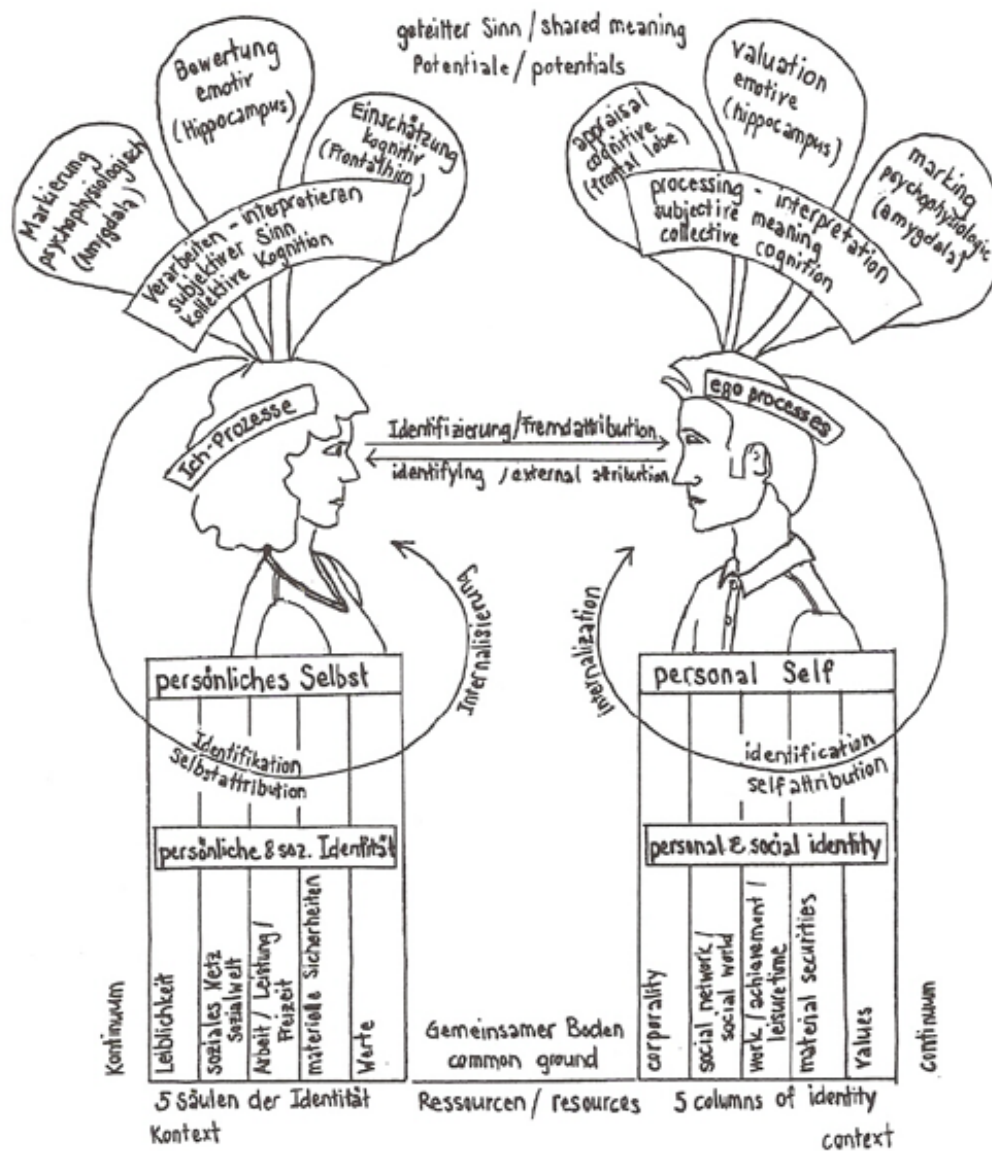 geteilter Sinn / shared meaning
Potentiale / potentials
Markierung
psychophysiologisch
(Amigdala)
Bewertung
emotiv
(Hippocampus)
Einschätzung
kognitiv
(Frontalhirn)
Verarbeiten - interpretieren
subjektiver Sinn
kollektive Kognition
appraisal
cognitive
(frontal lobe)
valuation
emotive
(hippocampus)
marking
psychophysiologic
(amygdala)
processing - interpretation
subjective meaning
collective cognition
Ich-Prozesse
ego processes
Identifizierung/Fremdattribution
identifying / external attribution
Internalisierung
internalization
persönliches Selbst
personal Self
Identifikation
Selbstattribution
identification
self attribution
persönliche & soz. Identität
personal & social identity
Kontinuum
Leiblichkeit
soziales Netz
Sozialwelt
Arbeit / Leistung /
Freizeit
materielle Sicherheiten
Werte
Gemeinsamer Boden
common ground
corporality
social network /
social world
work / achievement /
leisuretime
material securities
values
continuum
5 Säulen der Identität
Kontext
Ressourcen / resources
5 columns of identity
context